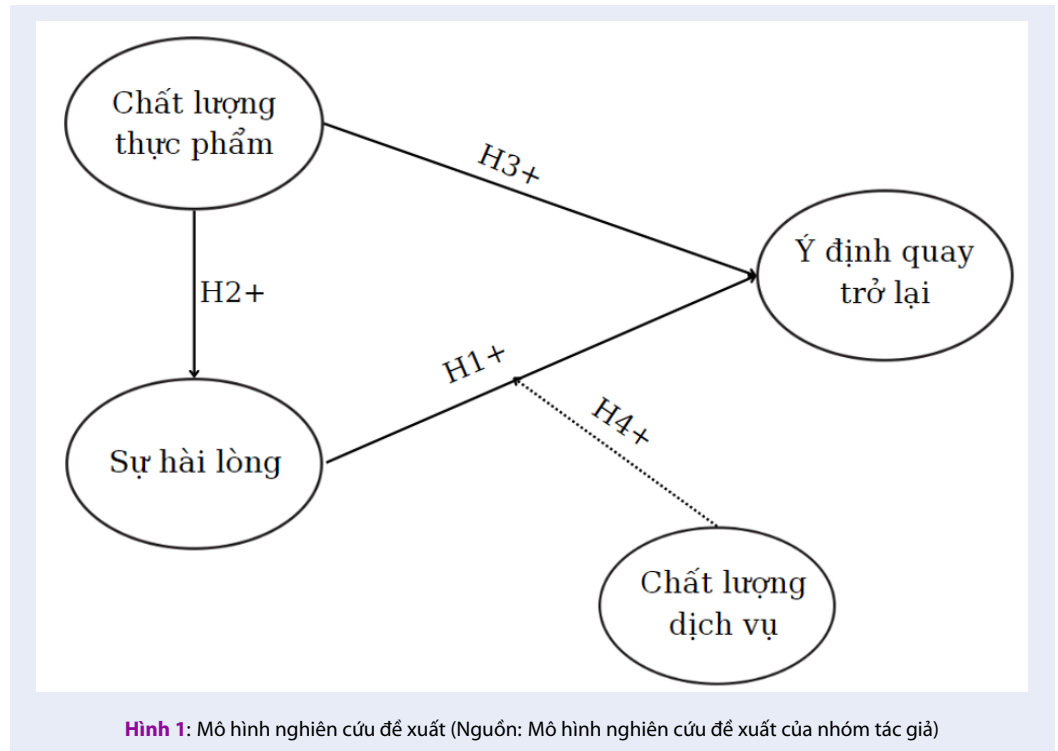 Chất lượng
thực phẩm
H3+
Ý định quay
trở lại
H2+
H1+
Sự hài lòng
H4+
Chất lượng
dịch vụ
Hình 1: Mô hình nghiên cứu đề xuất (Nguồn: Mô hình nghiên cứu đề xuất của nhóm tác giả)